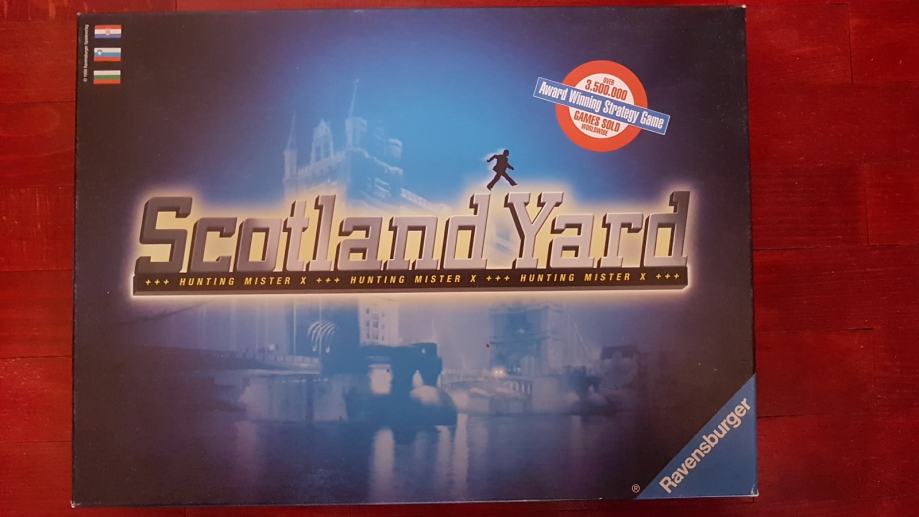 OVER
3.500.000
Award Winning Strategy Game
GAMES SOLD
WORLDWIDE
Scotland Yard
+++ HUNTING MISTER X +++ HUNTING MISTER X +++ HUNTING MISTER X +++
Ravensburger
®